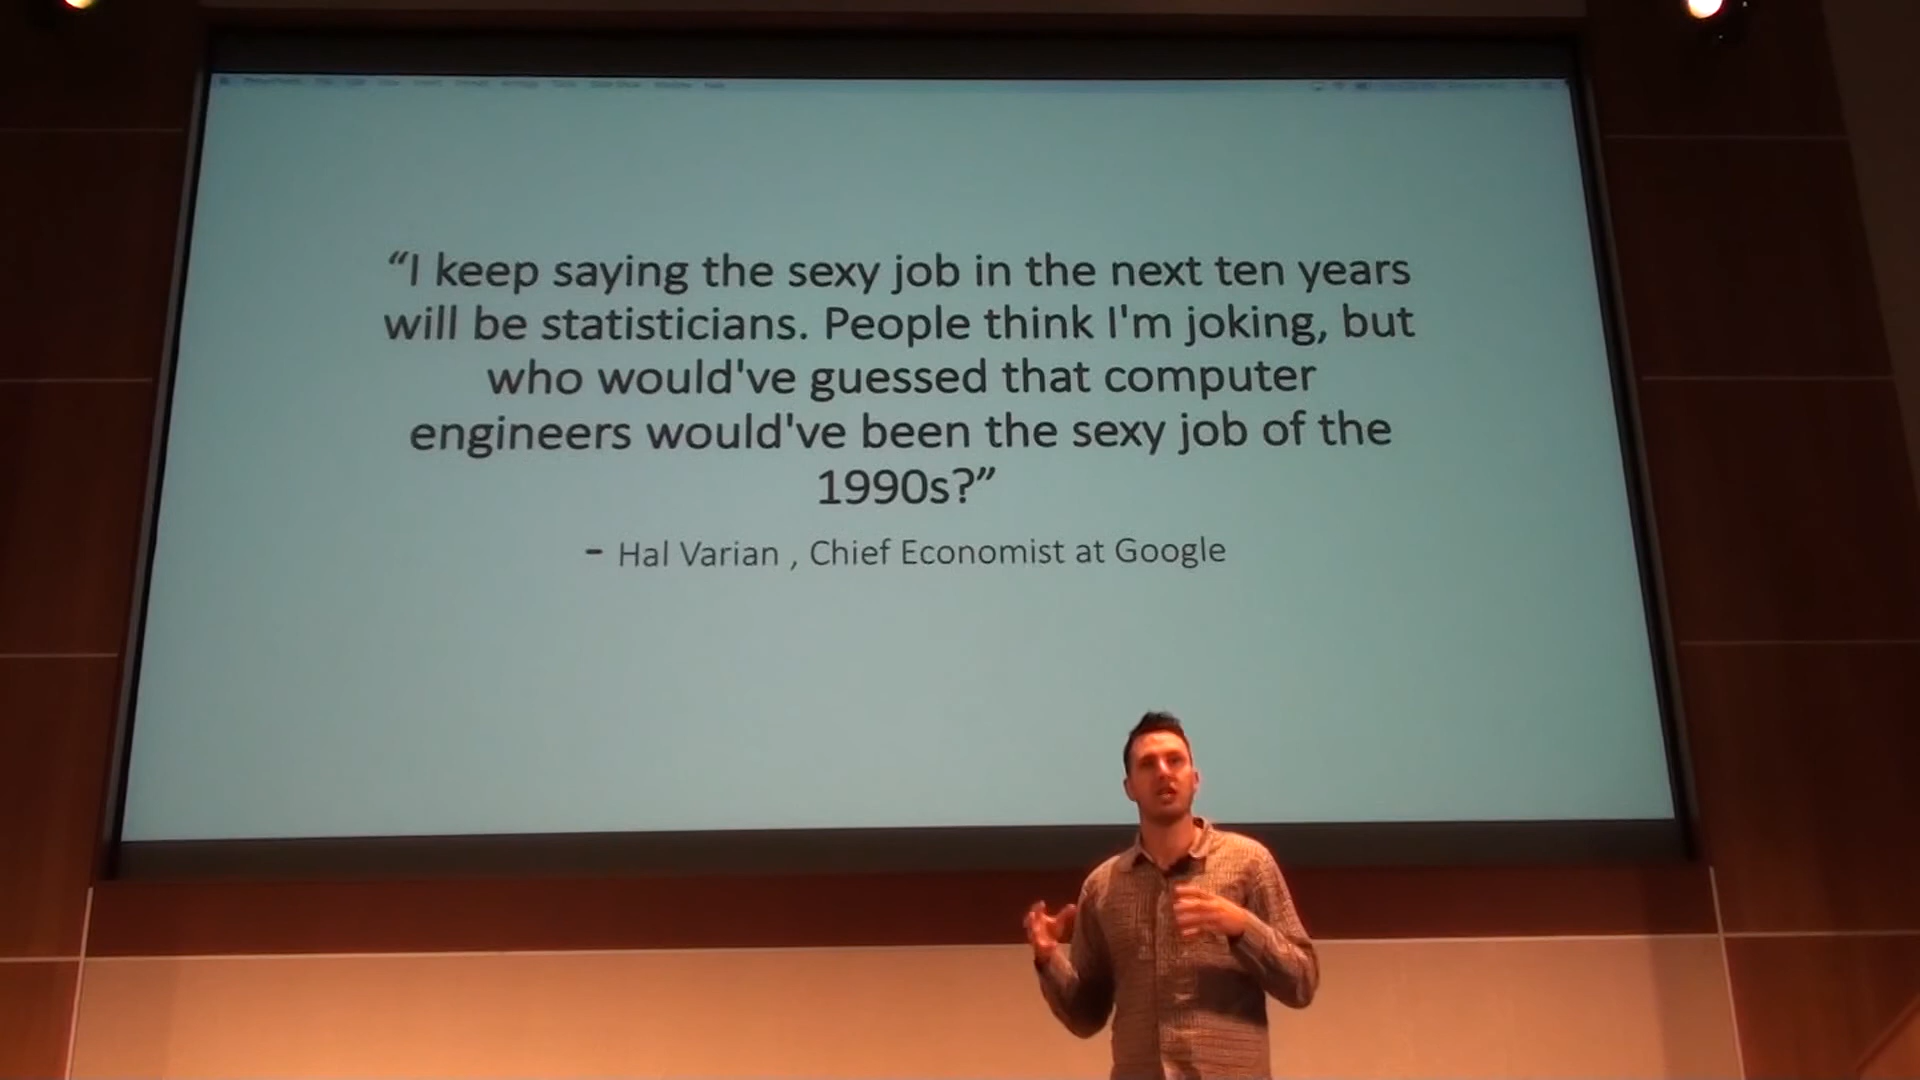 “I keep saying the sexy job in the next ten years
will be statisticians. People think I'm joking, but
who would've guessed that computer
engineers would've been the sexy job of the
1990s?”
– Hal Varian , Chief Economist at Google